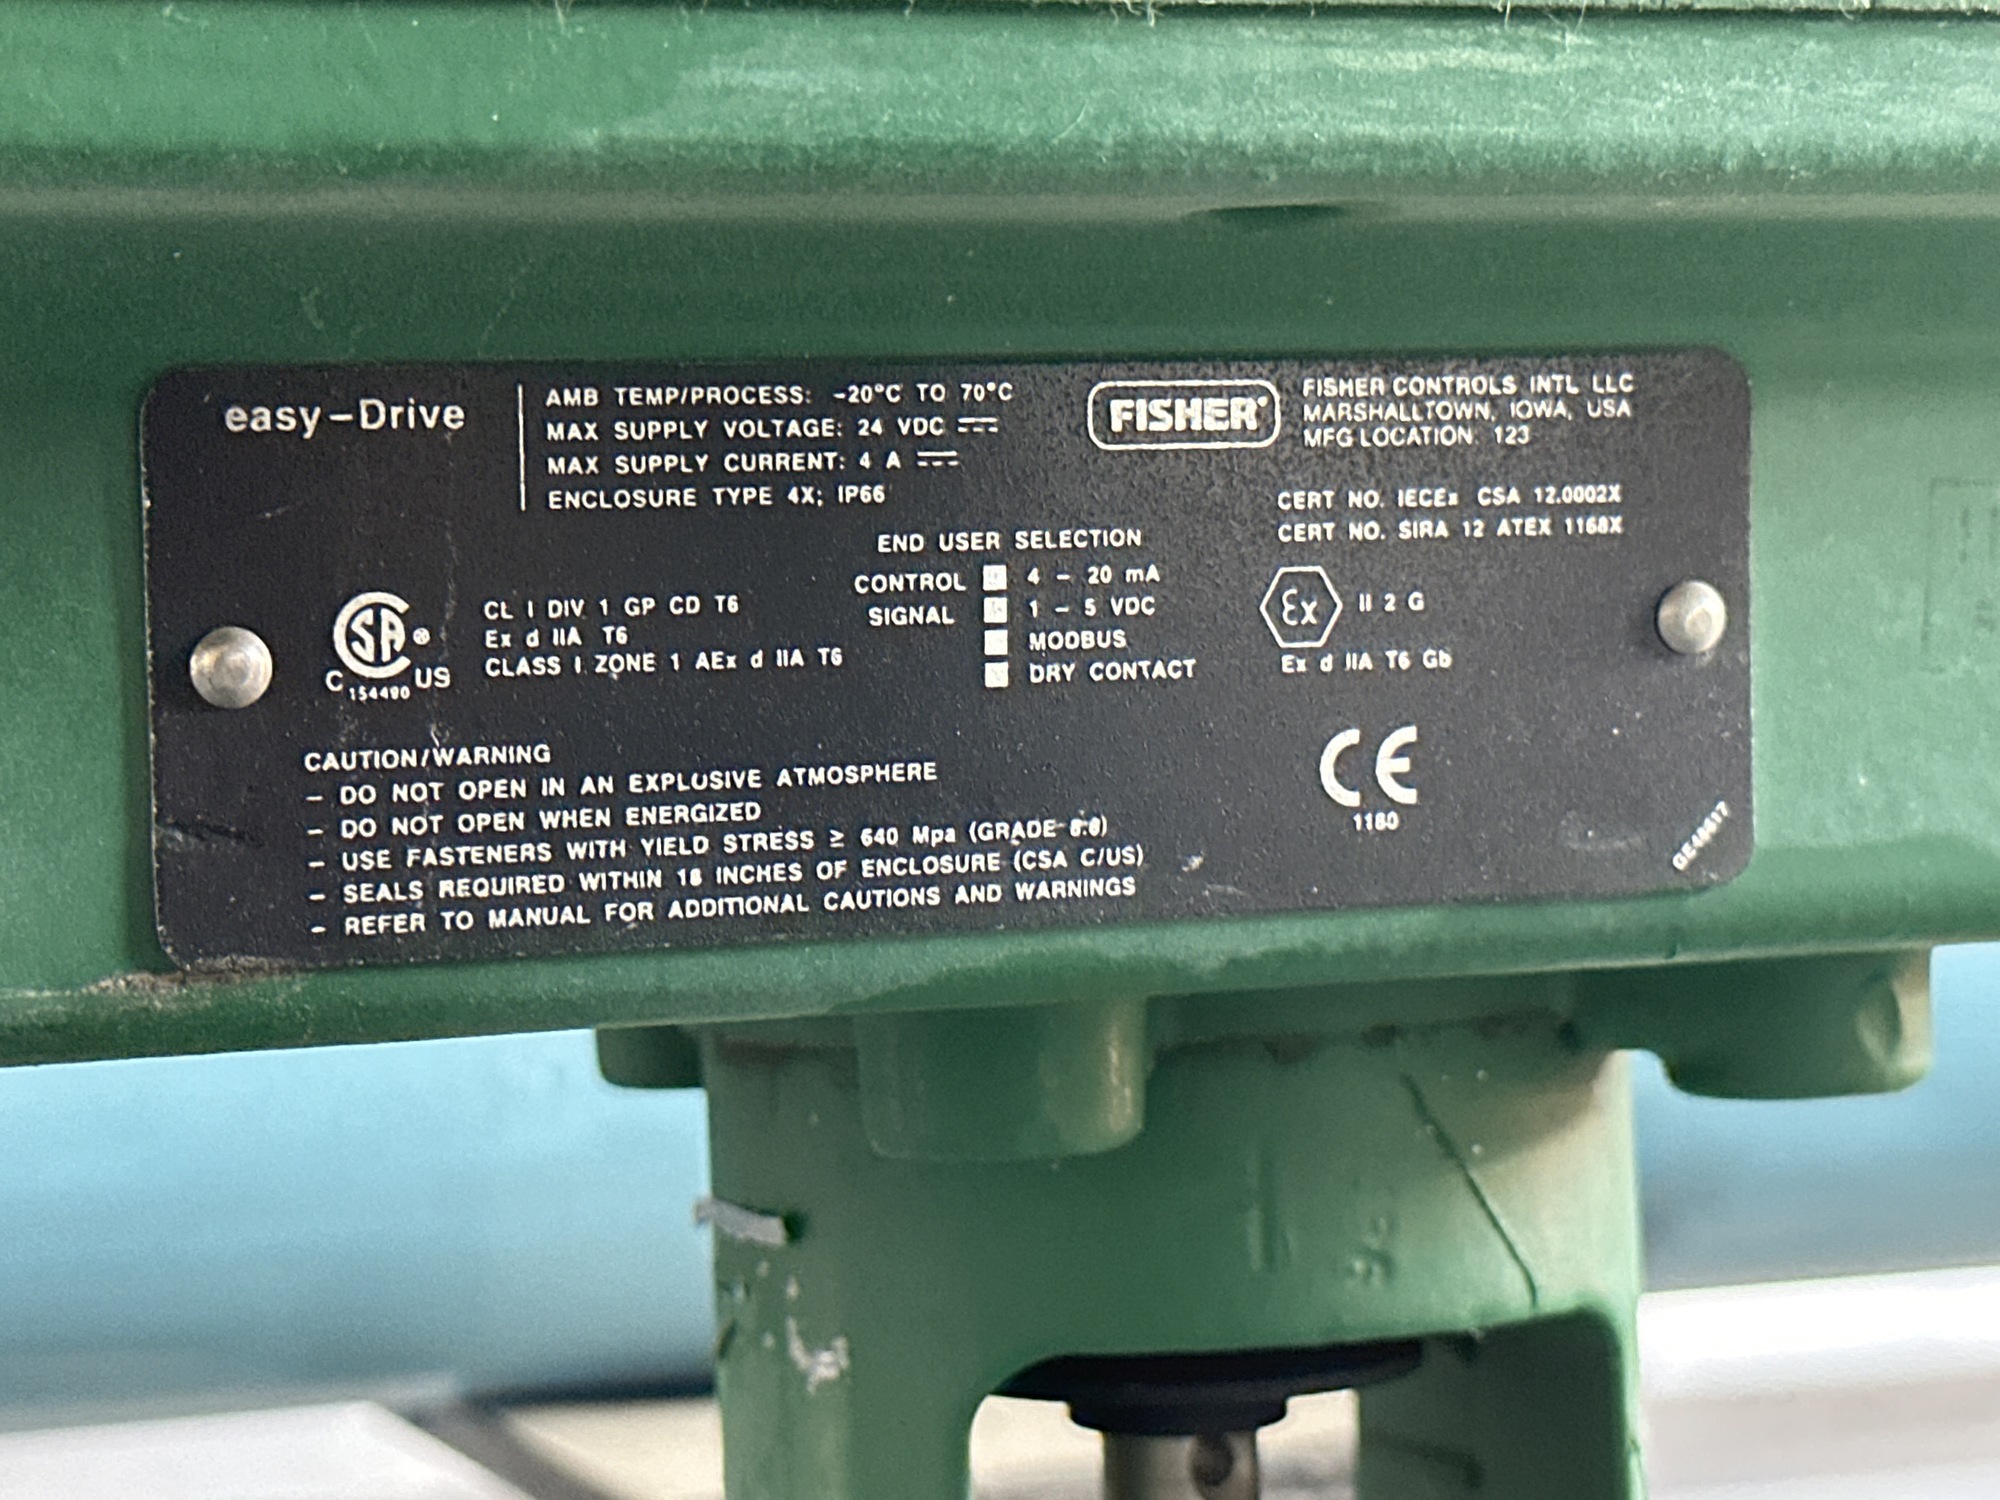 easy-Drive
AMB TEMP/PROCESS: -20°C TO 70°C
MAX SUPPLY VOLTAGE: 24 VDC
MAX SUPPLY CURRENT: 4 A
ENCLOSURE TYPE 4X; IP66
FISHER®
FISHER CONTROLS INTL LLC
MARSHALLTOWN, IOWA, USA
MFG LOCATION 123
CERT NO. IECEx CSA 12.0002X
CERT NO. SIRA 12 ATEX 1168X
END USER SELECTION
CONTROL
SIGNAL
4 - 20 mA
1 - 5 VDC
MODBUS
DRY CONTACT
CSA®
C US
154490
CL I DIV 1 GP CD T6
Ex d IIA T6
CLASS I ZONE 1 AEx d IIA T6
Ex II 2 G
Ex d IIA T6 Gb
CE
1180
CAUTION/WARNING
- DO NOT OPEN IN AN EXPLOSIVE ATMOSPHERE
- DO NOT OPEN WHEN ENERGIZED
- USE FASTENERS WITH YIELD STRESS ≥ 640 Mpa (GRADE 8.8)
- SEALS REQUIRED WITHIN 18 INCHES OF ENCLOSURE (CSA C/US)
- REFER TO MANUAL FOR ADDITIONAL CAUTIONS AND WARNINGS